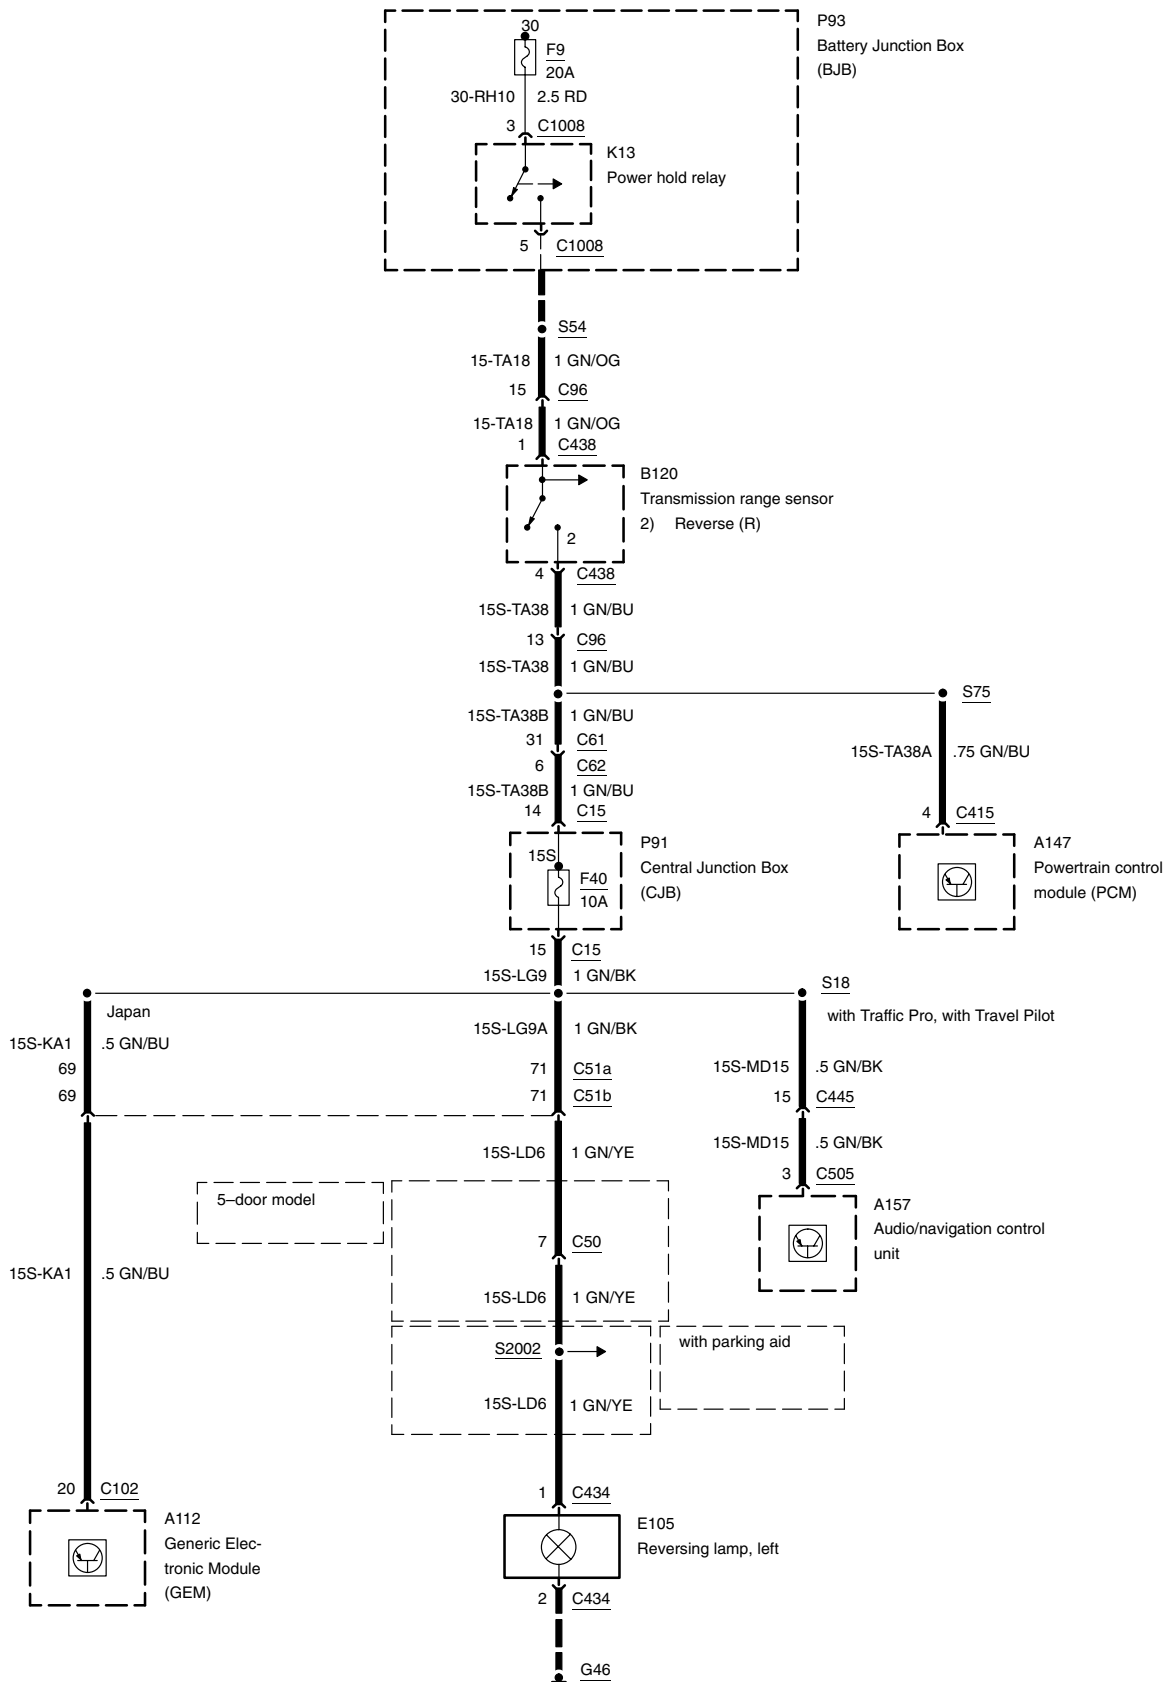 P93
30
Battery Junction Box
(BJB)
F9
20A
30-RH10 2.5 RD
3 C1008
K13
Power hold relay
5 C1008
S54
15-TA18 1 GN/OG
15 C96
15-TA18 1 GN/OG
1 C438
B120
Transmission range sensor
2) Reverse (R)
2
4 C438
15S-TA38 1 GN/BU
13 C96
15S-TA38 1 GN/BU
S75
15S-TA38B 1 GN/BU
31 C61
15S-TA38A .75 GN/BU
6 C62
15S-TA38B 1 GN/BU
14 C15
4 C415
P91
Central Junction Box
(CJB)
15S
F40
10A
A147
Powertrain control
module (PCM)
15 C15
15S-LG9 1 GN/BK
S18
Japan
with Traffic Pro, with Travel Pilot
15S-LG9A 1 GN/BK
15S-KA1 .5 GN/BU
69
71 C51a
15S-MD15 .5 GN/BK
69
71 C51b
15 C445
15S-LD6 1 GN/YE
15S-MD15 .5 GN/BK
3 C505
5–door model
A157
Audio/navigation control
unit
7 C50
15S-KA1 .5 GN/BU
15S-LD6 1 GN/YE
S2002
with parking aid
15S-LD6 1 GN/YE
20 C102
1 C434
A112
Generic Elec-
tronic Module
(GEM)
E105
Reversing lamp, left
2 C434
G46